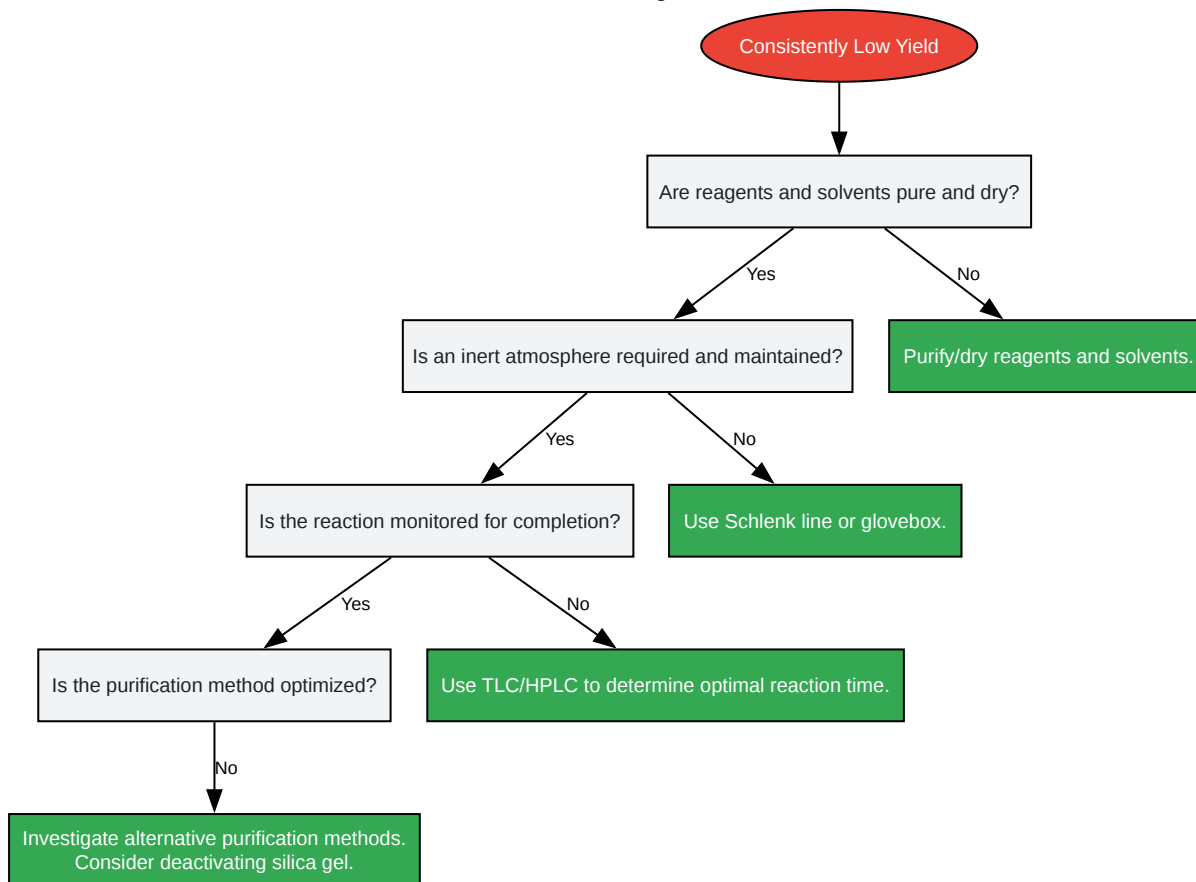 Consistently Low Yield
Are reagents and solvents pure and dry?
Yes
No
Is an inert atmosphere required and maintained?
Purify/dry reagents and solvents.
Yes
No
Is the reaction monitored for completion?
Use Schlenk line or glovebox.
Yes
No
Is the purification method optimized?
Use TLC/HPLC to determine optimal reaction time.
No
Investigate alternative purification methods.
Consider deactivating silica gel.